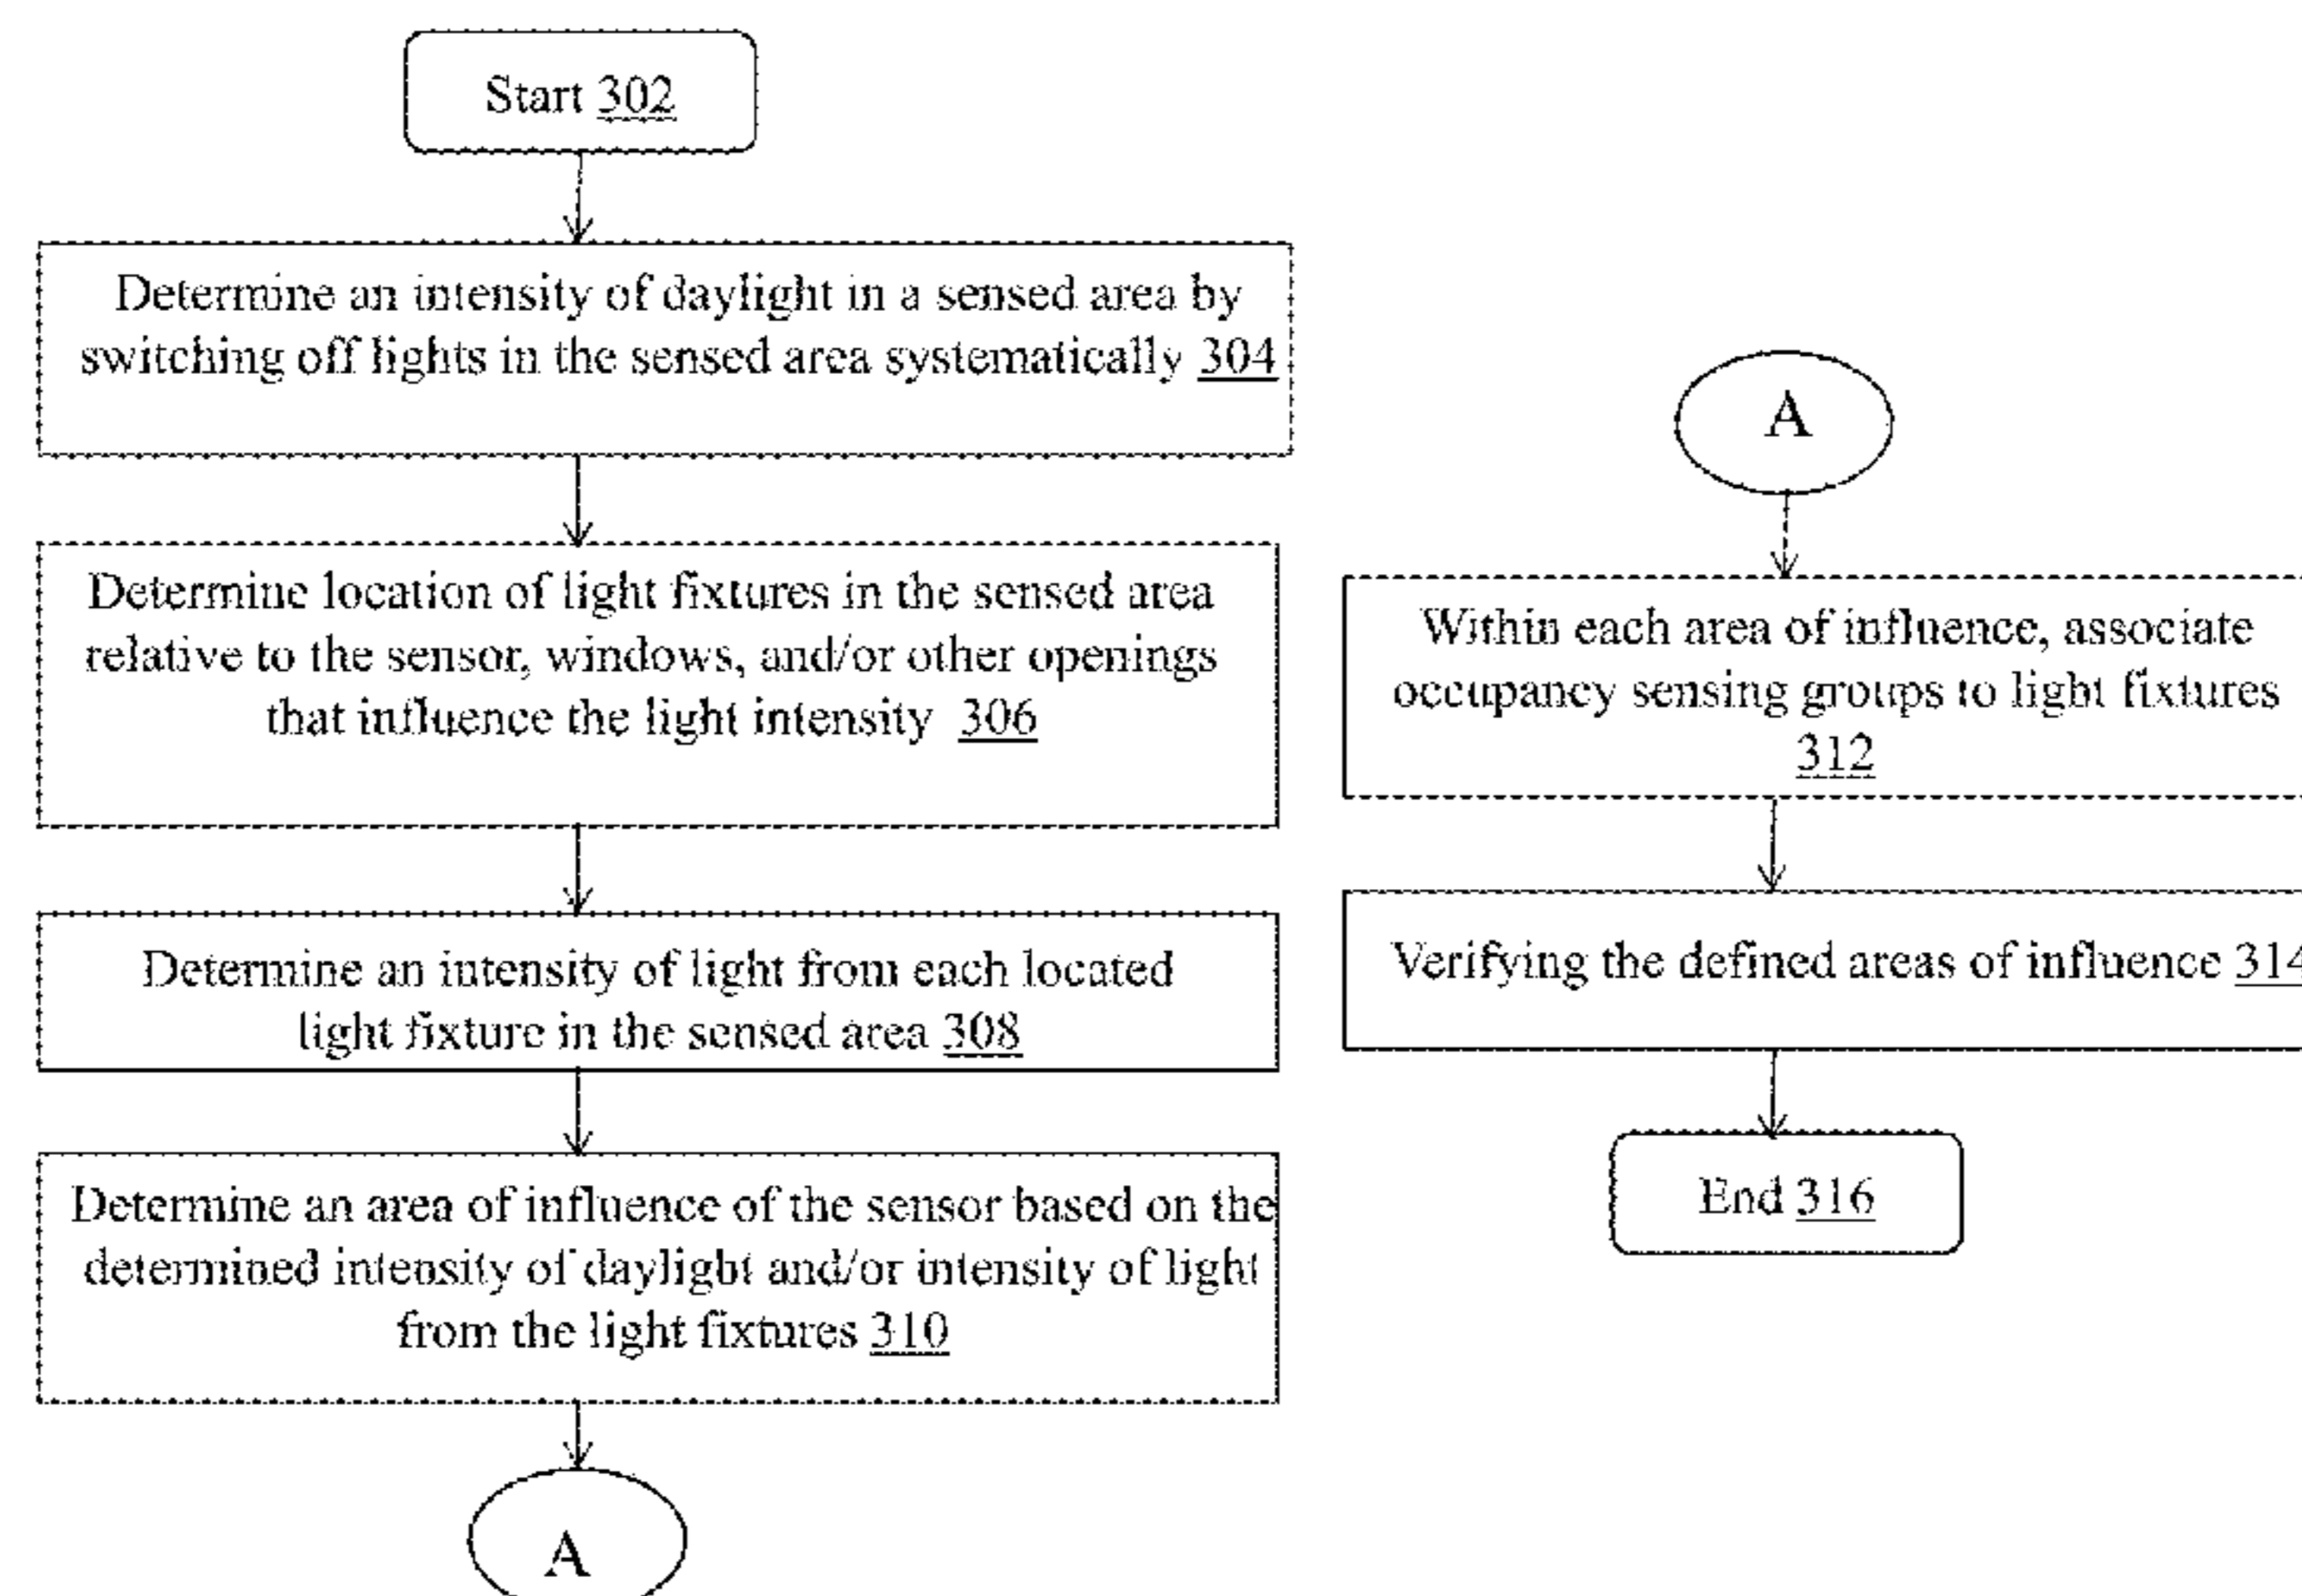 Start 302
Determine an intensity of daylight in a sensed area by
switching off lights in the sensed area systematically 304
Determine location of light fixtures in the sensed area
relative to the sensor, windows, and/or other openings
that influence the light intensity 306
Determine an intensity of light from each located
light fixture in the sensed area 308
Determine an area of influence of the sensor based on the
determined intensity of daylight and/or intensity of light
from the light fixtures 310
A
A
Within each area of influence, associate
occupancy sensing groups to light fixtures
312
Verifying the defined areas of influence 314
End 316